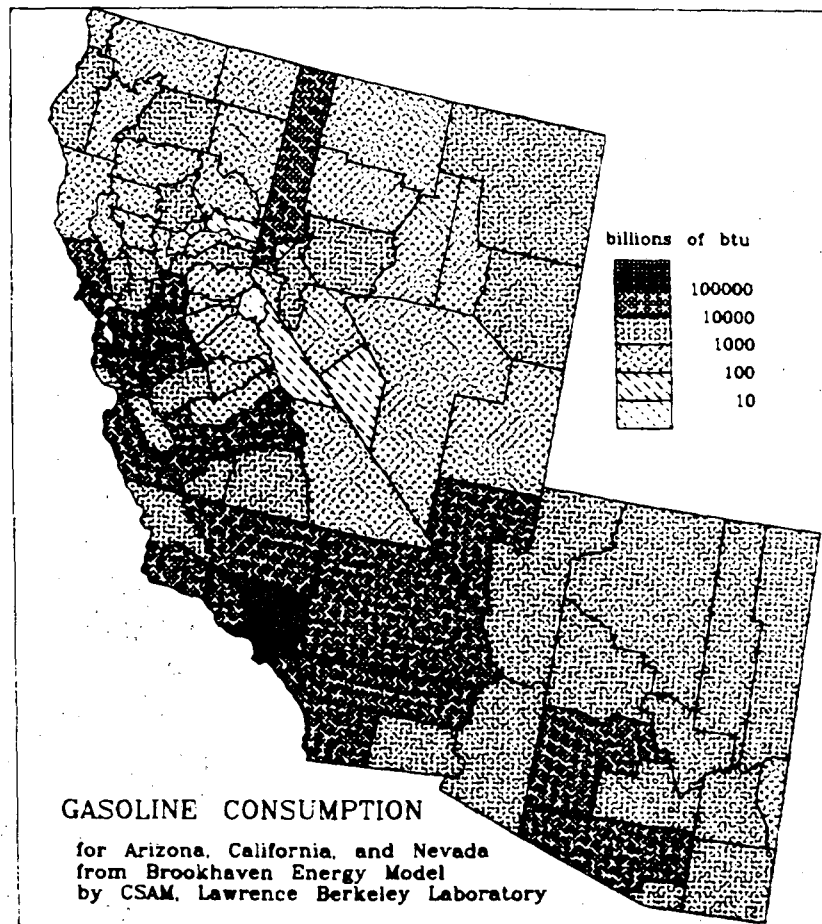 billions of btu
100000
10000
1000
100
10
GASOLINE CONSUMPTION
for Arizona, California, and Nevada
from Brookhaven Energy Model
by CSAM, Lawrence Berkeley Laboratory